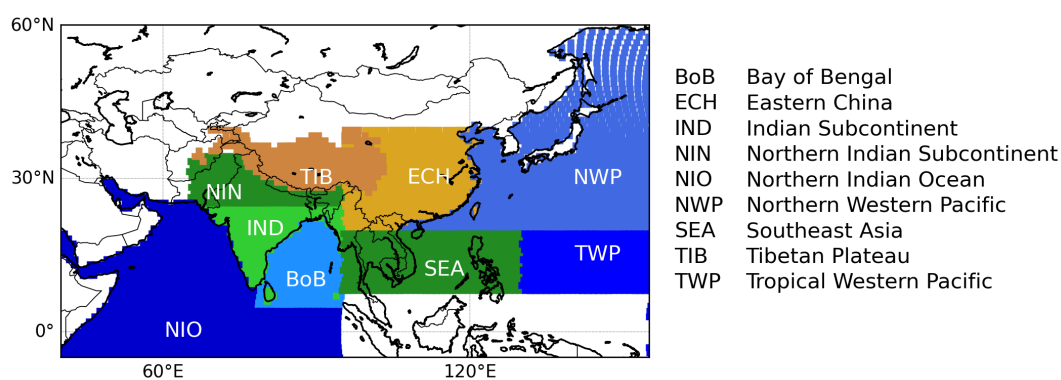 60°N
30°N
0°
60°E
120°E
TIB
ECH
NWP
NIN
IND
TWP
SEA
BoB
NIO
BoB Bay of Bengal
ECH Eastern China
IND Indian Subcontinent
NIN Northern Indian Subcontinent
NIO Northern Indian Ocean
NWP Northern Western Pacific
SEA Southeast Asia
TIB Tibetan Plateau
TWP Tropical Western Pacific